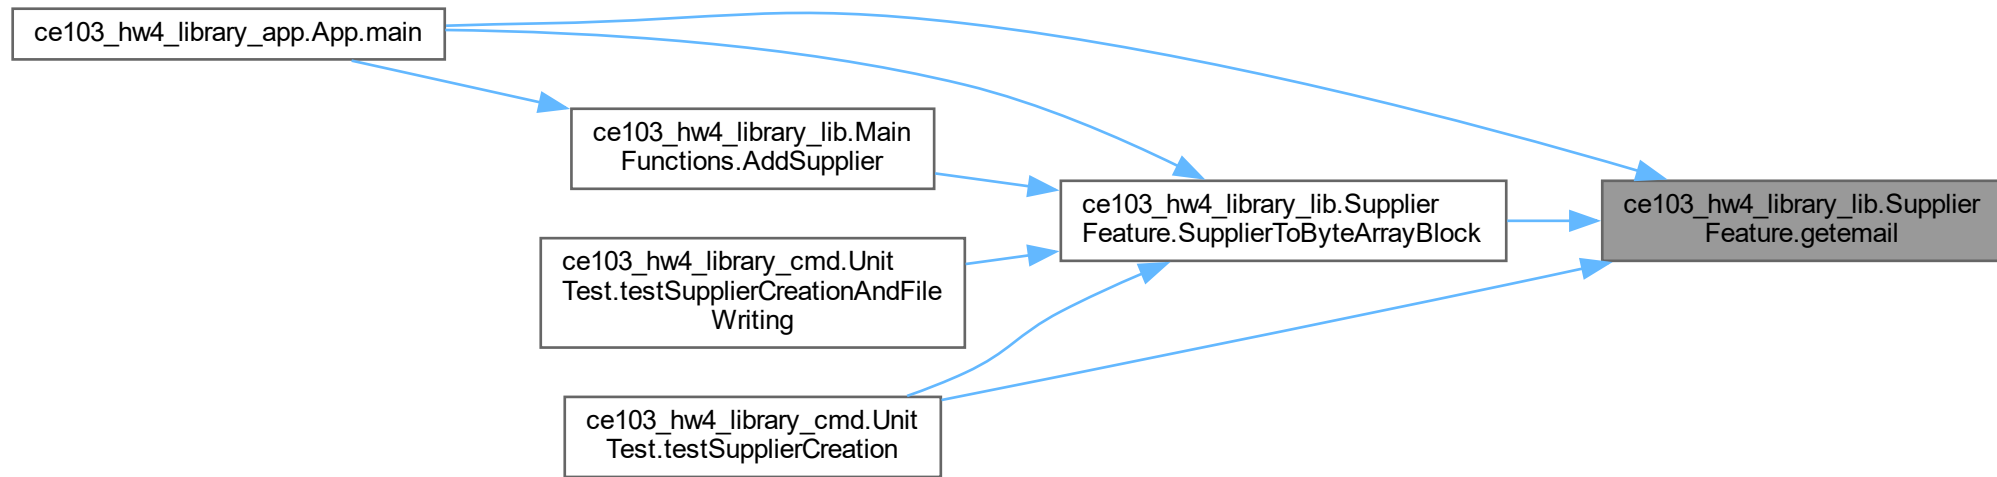 ce103_hw4_library_app.App.main
ce103_hw4_library_lib.Main
Functions.AddSupplier
ce103_hw4_library_cmd.Unit
Test.testSupplierCreationAndFile
Writing
ce103_hw4_library_cmd.Unit
Test.testSupplierCreation
ce103_hw4_library_lib.Supplier
Feature.SupplierToByteArrayBlock
ce103_hw4_library_lib.Supplier
Feature.getemail